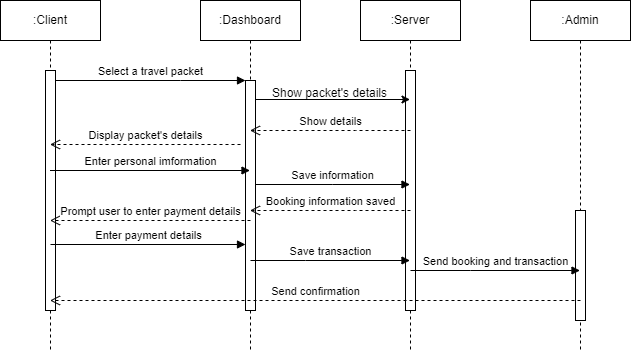 :Client
:Dashboard
:Server
:Admin
Select a travel packet
Show packet's details
Show details
Display packet's details
Enter personal imformation
Save information
Booking information saved
Prompt user to enter payment details
Enter payment details
Save transaction
Send booking and transaction
Send confirmation